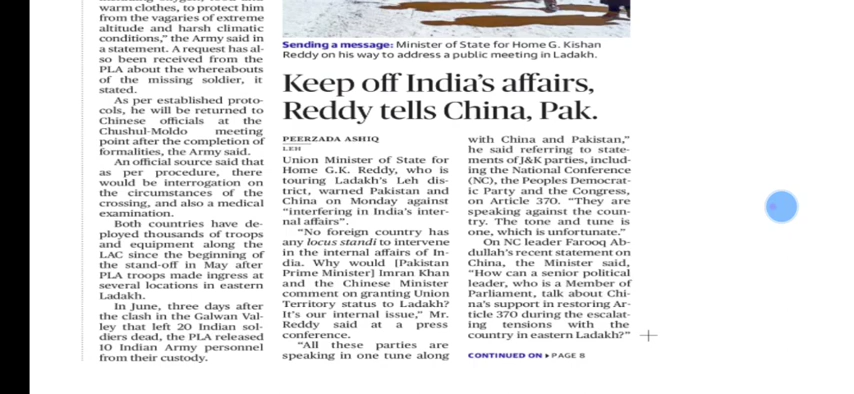 warm clothes, to protect him
from the vagaries of extreme
altitude and harsh climatic
conditions,” the Army said in
a statement. A request has al-
so been received from the
PLA about the whereabouts
of the missing soldier, it
stated.
As per established proto-
cols, he will be returned to
Chinese officials at the
Chushul-Moldo meeting
point after the completion of
formalities, the Army said.
An official source said that
as per procedure, there
would be interrogation on
the circumstances of the
crossing, and also a medical
examination.
Both countries have de-
ployed thousands of troops
and equipment along the
LAC since the beginning of
the stand-off in May after
PLA troops made ingress at
several locations in eastern
Ladakh.
In June, three days after
the clash in the Galwan Val-
ley that left 20 Indian sol-
diers dead, the PLA released
10 Indian Army personnel
from their custody.
Sending a message: Minister of State for Home G. Kishan
Reddy on his way to address a public meeting in Ladakh.
Keep off India’s affairs,
Reddy tells China, Pak.
PEERZADA ASHIQ
LEH
Union Minister of State for
Home G.K. Reddy, who is
touring Ladakh’s Leh dis-
trict, warned Pakistan and
China on Monday against
“interfering in India’s inter-
nal affairs”.
“No foreign country has
any locus standi to intervene
in the internal affairs of In-
dia. Why would [Pakistan
Prime Minister] Imran Khan
and the Chinese Minister
comment on granting Union
Territory status to Ladakh?
It’s our internal issue,” Mr.
Reddy said at a press
conference.
“All these parties are
speaking in one tune along
with China and Pakistan,”
he said referring to state-
ments of J&K parties, includ-
ing the National Conference
(NC), the Peoples Democrat-
ic Party and the Congress,
on Article 370. “They are
speaking against the coun-
try. The tone and tune is
one, which is unfortunate.”
On NC leader Farooq Ab-
dullah’s recent statement on
China, the Minister said,
“How can a senior political
leader, who is a Member of
Parliament, talk about Chi-
na’s support in restoring Ar-
ticle 370 during the escalat-
ing tensions with the
country in eastern Ladakh?”
CONTINUED ON ▸ PAGE 8